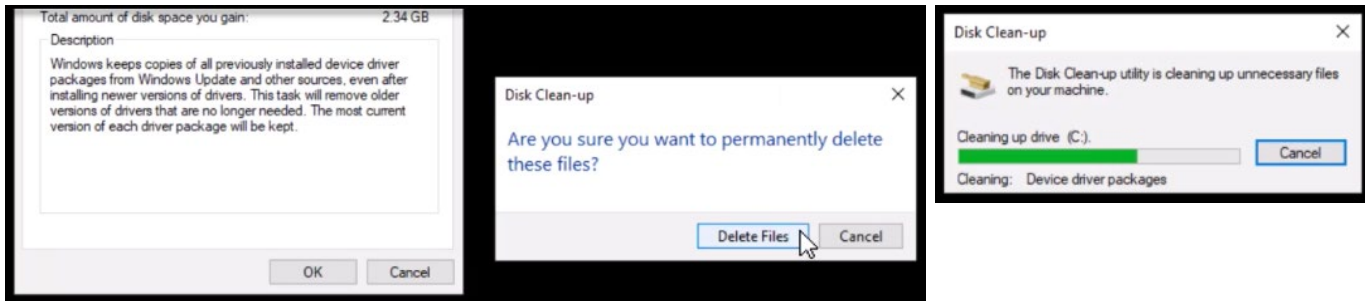 Total amount of disk space you gain: 2.34 GB
Description
Windows keeps copies of all previously installed device driver
packages from Windows Update and other sources, even after
installing newer versions of drivers. This task will remove older
versions of drivers that are no longer needed. The most current
version of each driver package will be kept.
OK Cancel
Disk Clean-up
Are you sure you want to permanently delete
these files?
Delete Files Cancel
Disk Clean-up
The Disk Clean-up utility is cleaning up unnecessary files
on your machine.
Cleaning up drive (C:).
Cancel
Cleaning: Device driver packages